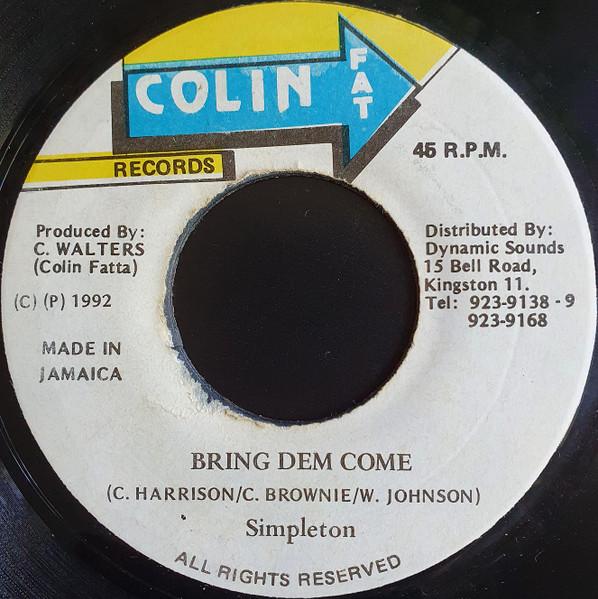 COLIN
FAT
RECORDS
45 R.P.M.
Produced By:
C. WALTERS
(Colin Fatta)
(C) (P) 1992
MADE IN
JAMAICA
Distributed By:
Dynamic Sounds
15 Bell Road,
Kingston 11.
Tel: 923-9138 - 9
923-9168
BRING DEM COME
(C. HARRISON/C. BROWNIE/W. JOHNSON)
Simpleton
ALL RIGHTS RESERVED